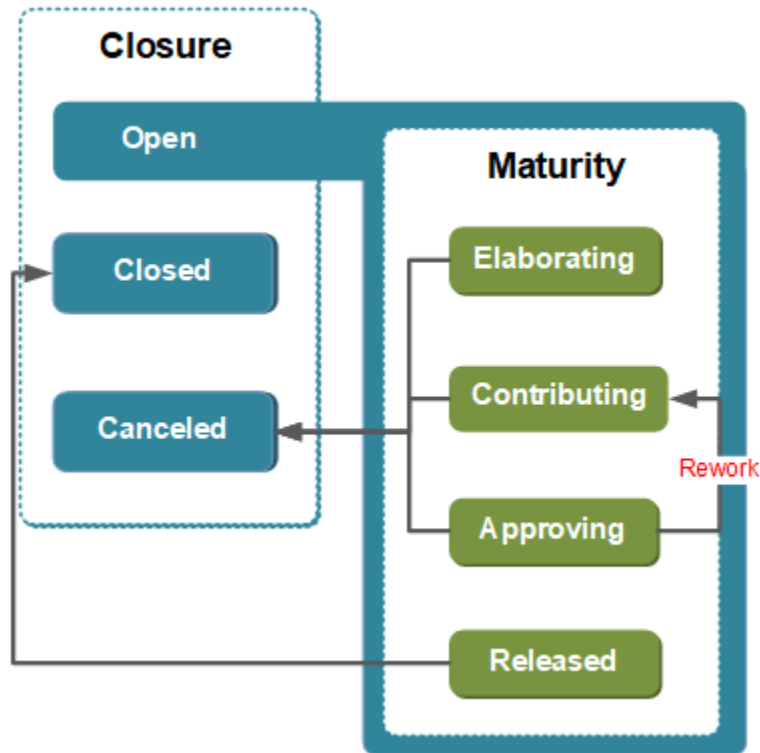 Closure
Open
Closed
Canceled
Maturity
Elaborating
Contributing
Rework
Approving
Released